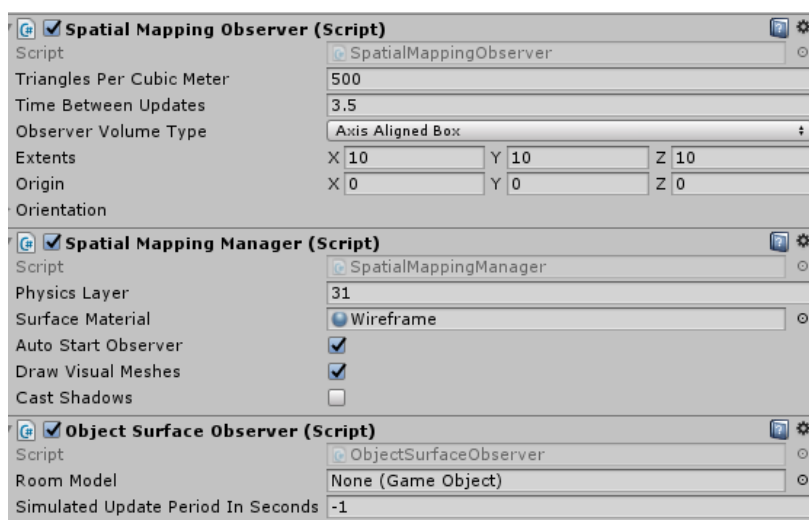 Spatial Mapping Observer (Script)
Script SpatialMappingObserver
Triangles Per Cubic Meter 500
Time Between Updates 3.5
Observer Volume Type Axis Aligned Box
Extents X 10 Y 10 Z 10
Origin X 0 Y 0 Z 0
Orientation
Spatial Mapping Manager (Script)
Script SpatialMappingManager
Physics Layer 31
Surface Material Wireframe
Auto Start Observer
Draw Visual Meshes
Cast Shadows
Object Surface Observer (Script)
Script ObjectSurfaceObserver
Room Model None (Game Object)
Simulated Update Period In Seconds -1